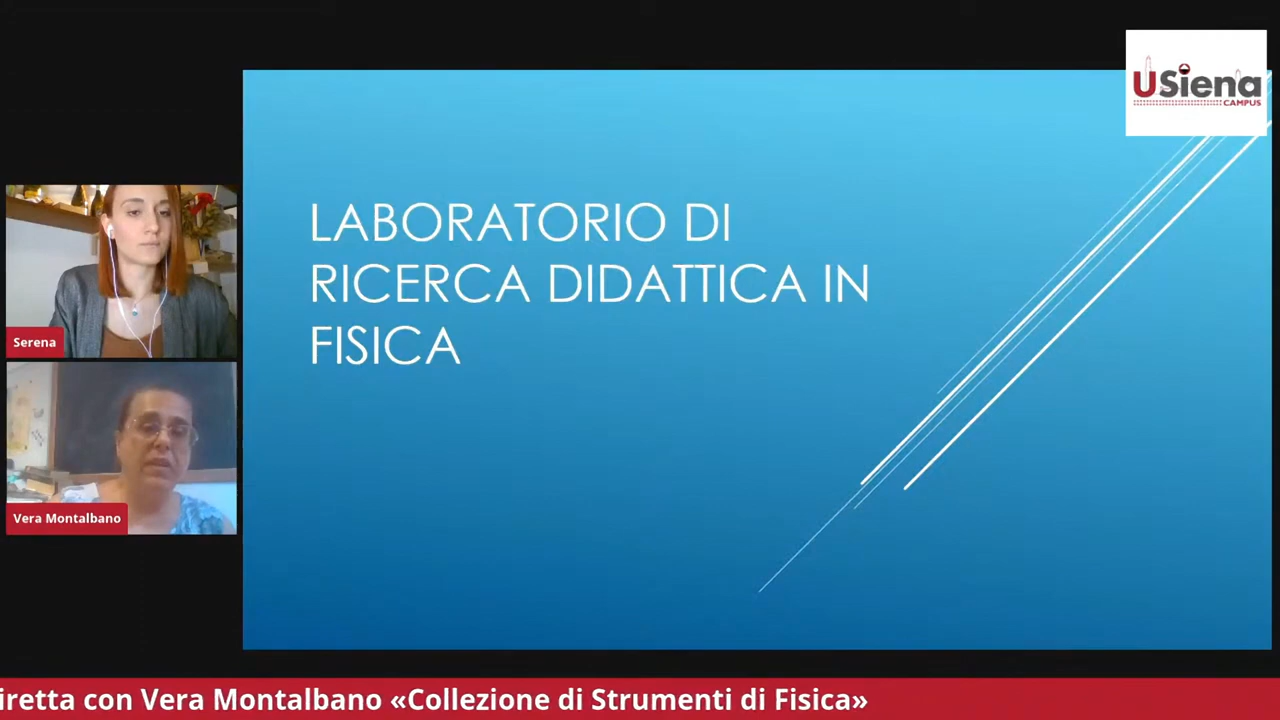 USiena
CAMPUS
LABORATORIO DI
RICERCA DIDATTICA IN
FISICA
Serena
Vera Montalbano
iretta con Vera Montalbano «Collezione di Strumenti di Fisica»